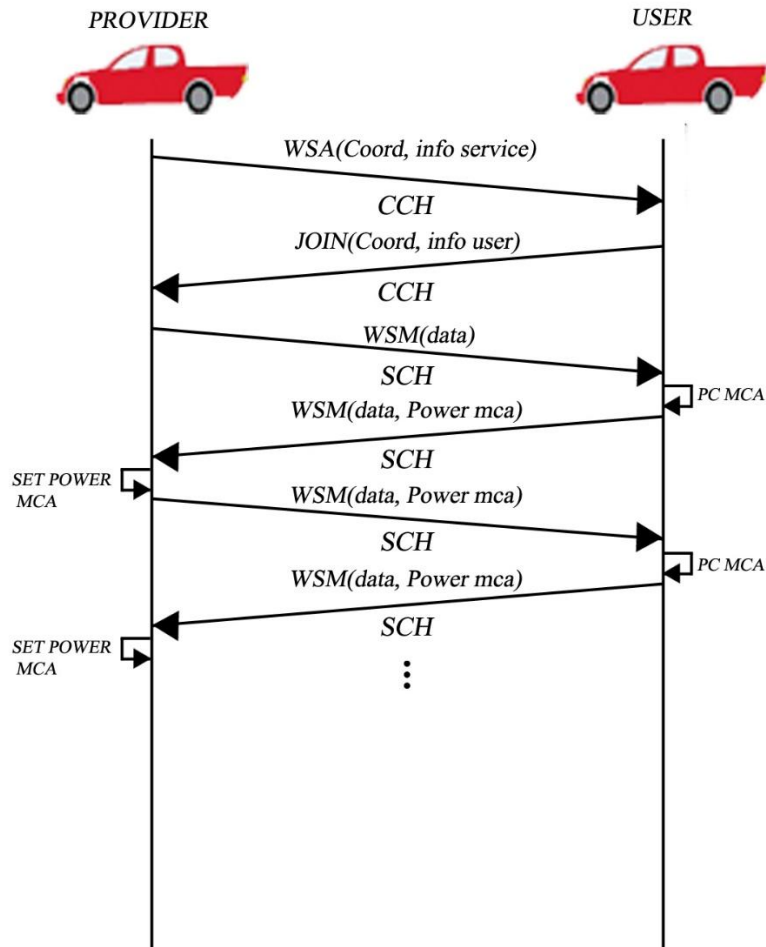 PROVIDER
USER
WSA(Coord, info service)
CCH
JOIN(Coord, info user)
CCH
WSM(data)
SCH
PC MCA
WSM(data, Power mca)
SCH
SET POWER
MCA
WSM(data, Power mca)
SCH
PC MCA
WSM(data, Power mca)
SCH
SET POWER
MCA